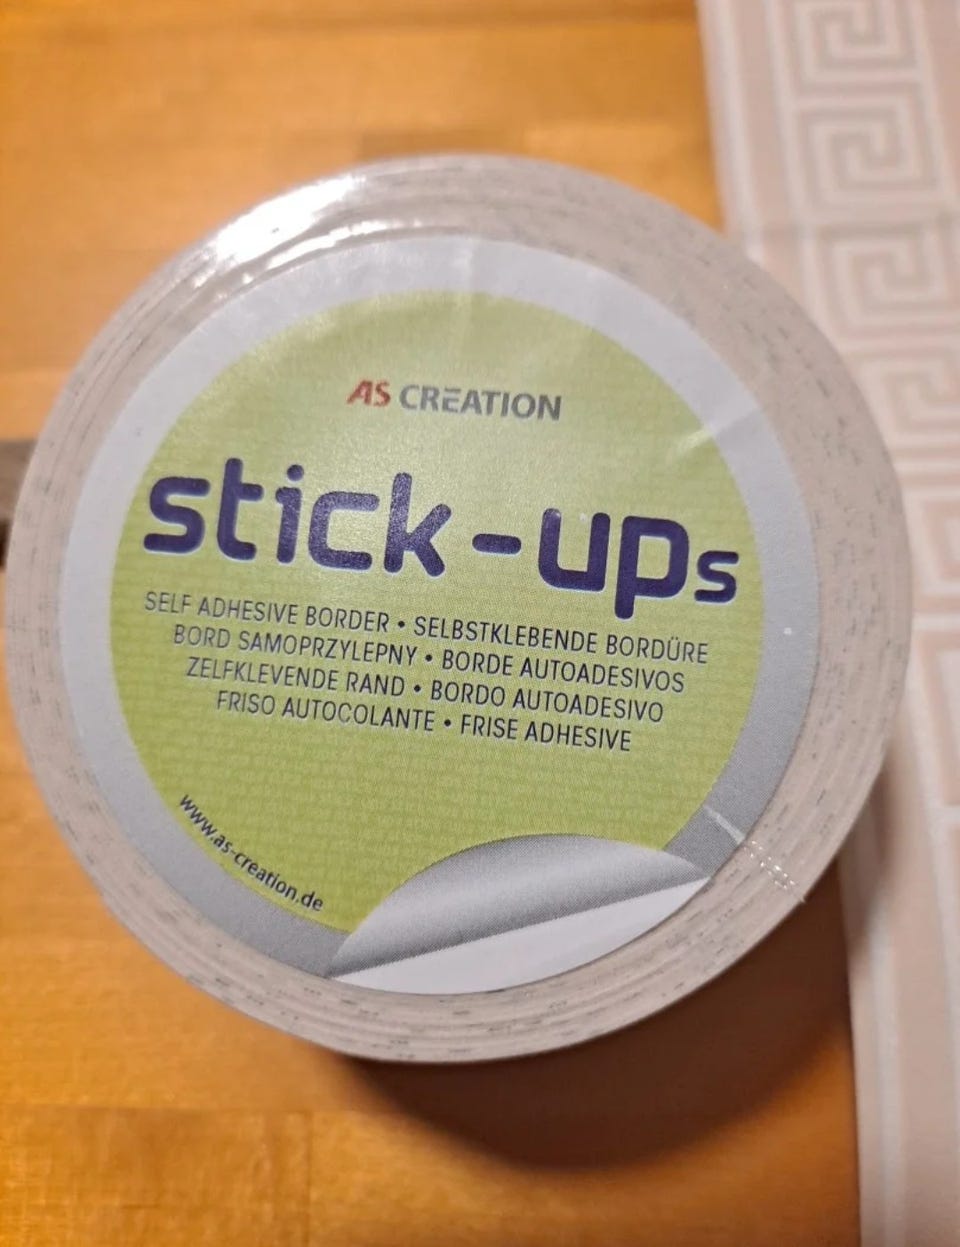 AS CRĒATION
stick-ups
SELF ADHESIVE BORDER • SELBSTKLEBENDE BORDÜRE
BORD SAMOPRZYLEPNY • BORDE AUTOADESIVOS
ZELFKLEVENDE RAND • BORDO AUTOADESIVO
FRISO AUTOCOLANTE • FRISE ADHESIVE
www.as-creation.de